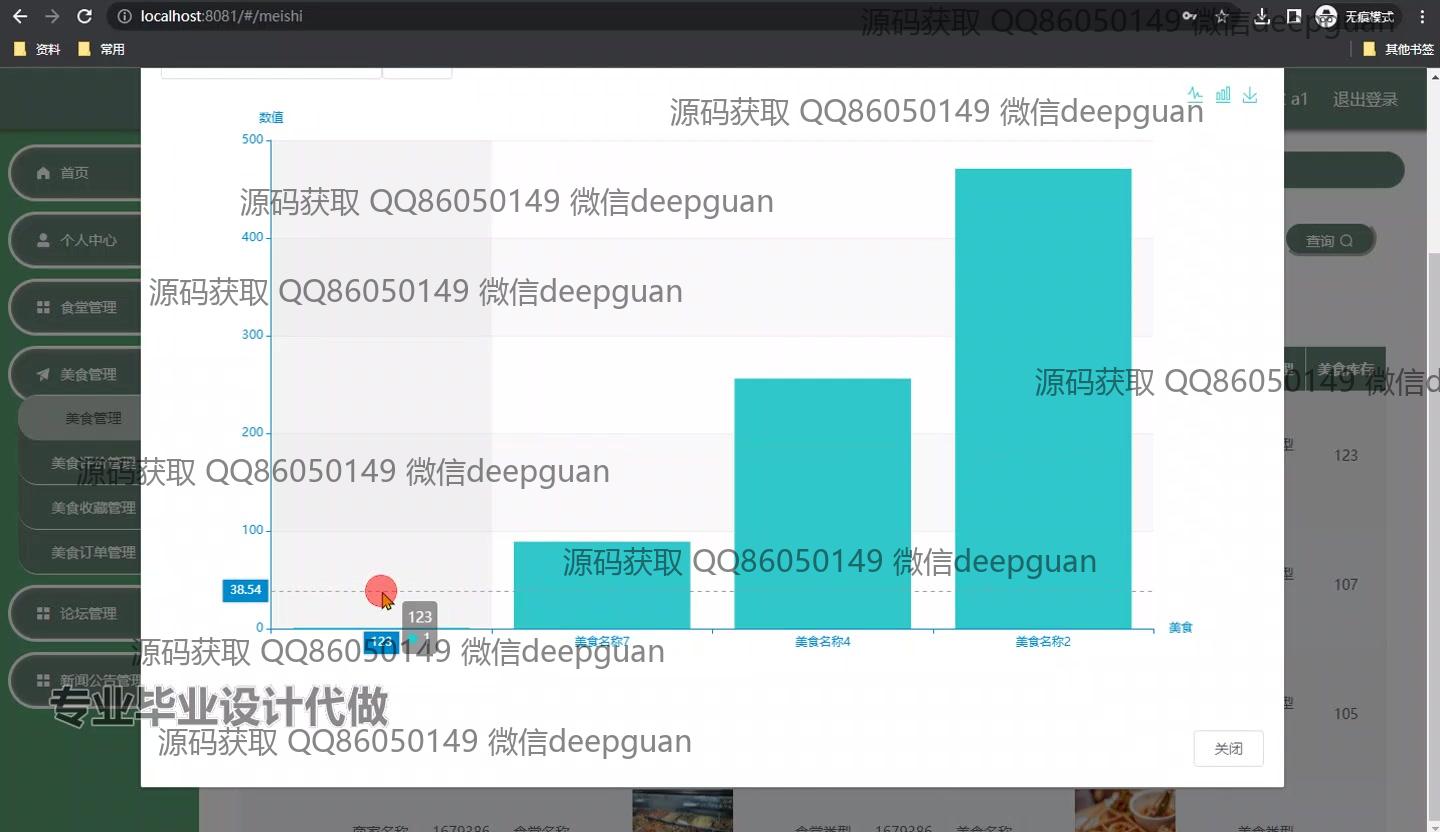 localhost:8081/#/meishi
无痕模式
源码获取 QQ86050149 微信deepguan
资料
常用
其他书签
a1
退出登录
源码获取 QQ86050149 微信deepguan
数值
500
首页
源码获取 QQ86050149 微信deepguan
400
个人中心
查询
源码获取 QQ86050149 微信deepguan
食堂管理
300
美食管理
美食库存
源码获取 QQ86050149 微信d
美食管理
200
123
美食评价管理
源码获取 QQ86050149 微信deepguan
美食收藏管理
100
美食订单管理
源码获取 QQ86050149 微信deepguan
型
107
38.54
论坛管理
123
1
0
美食
123
美食名称7
美食名称4
美食名称2
源码获取 QQ86050149 微信deepguan
新闻公告管理
专业毕业设计代做
型
105
源码获取 QQ86050149 微信deepguan
关闭
商家名称
1679386
食堂名称
食堂类型
1679386
美食名称
美食类型